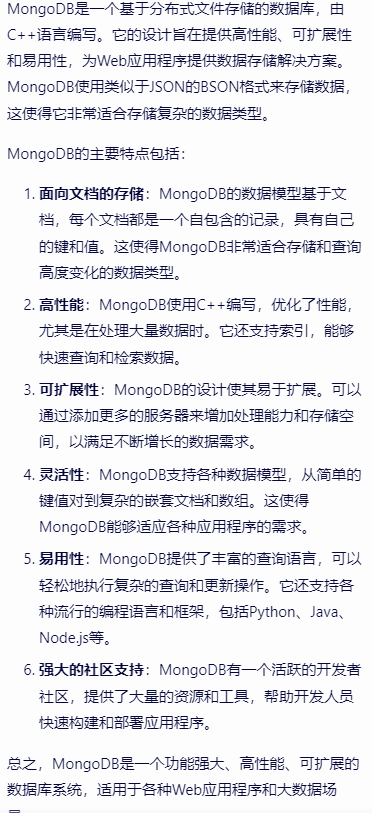 MongoDB是一个基于分布式文件存储的数据库，由
C++语言编写。它的设计旨在提供高性能、可扩展性
和易用性，为Web应用程序提供数据存储解决方案。
MongoDB使用类似于JSON的BSON格式来存储数据，
这使得它非常适合存储复杂的数据类型。
MongoDB的主要特点包括：
1. 面向文档的存储：MongoDB的数据模型基于文
档，每个文档都是一个自包含的记录，具有自己
的键和值。这使得MongoDB非常适合存储和查询
高度变化的数据类型。
2. 高性能：MongoDB使用C++编写，优化了性能，
尤其是在处理大量数据时。它还支持索引，能够
快速查询和检索数据。
3. 可扩展性：MongoDB的设计使其易于扩展。可以
通过添加更多的服务器来增加处理能力和存储空
间，以满足不断增长的数据需求。
4. 灵活性：MongoDB支持各种数据模型，从简单的
键值对到复杂的嵌套文档和数组。这使得
MongoDB能够适应各种应用程序的需求。
5. 易用性：MongoDB提供了丰富的查询语言，可以
轻松地执行复杂的查询和更新操作。它还支持各
种流行的编程语言和框架，包括Python、Java、
Node.js等。
6. 强大的社区支持：MongoDB有一个活跃的开发者
社区，提供了大量的资源和工具，帮助开发人员
快速构建和部署应用程序。
总之，MongoDB是一个功能强大、高性能、可扩展的
数据库系统，适用于各种Web应用程序和大数据场